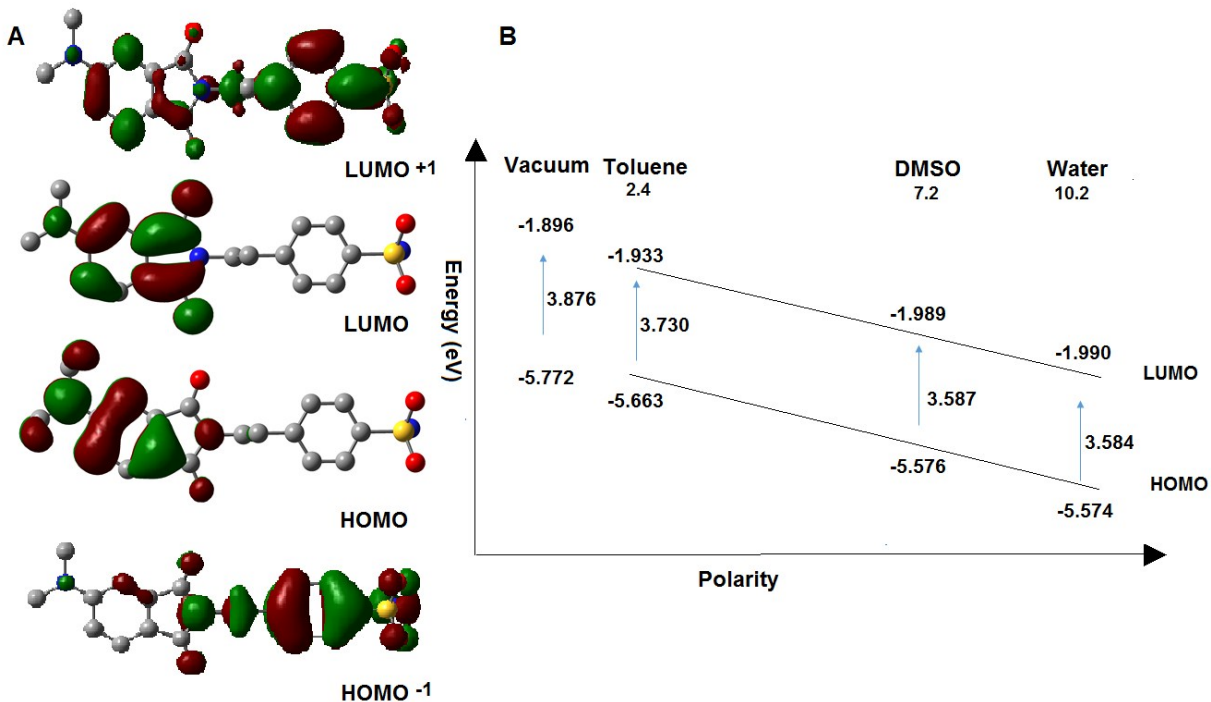 A
LUMO +1
LUMO
HOMO
HOMO -1
B
Vacuum Toluene DMSO Water
2.4 7.2 10.2
-1.896
-1.933
-1.989
-1.990
LUMO
3.876
3.730
3.587
3.584
-5.772
-5.663
-5.576
-5.574
HOMO
Energy (eV)
Polarity